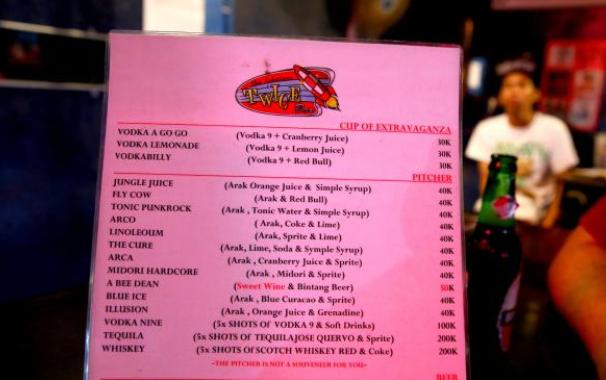 TWICE
CUP OF EXTRAVAGANZA
VODKA A GO GO (Vodka 9 + Cranberry Juice) 30K
VODKA LEMONADE (Vodka 9 + Lemon Juice) 30K
VODKABILLY (Vodka 9 + Red Bull) 30K
PITCHER
JUNGLE JUICE (Arak Orange Juice & Simple Syrup) 40K
FLY COW (Arak & Red Bull) 40K
TONIC PUNKROCK (Arak , Tonic Water & Simple Syrup) 40K
ARCO ( Arak, Coke & Lime) 40K
LINOLEOUM (Arak, Sprite & Lime) 40K
THE CURE (Arak, Lime, Soda & Symple Syrup) 40K
ARCA (Arak , Cranberry Juice & Sprite) 40K
MIDORI HARDCORE (Arak , Midori & Sprite) 40K
A BEE DEAN (Sweet Wine & Bintang Beer) 50K
BLUE ICE (Arak , Blue Curacao & Sprite) 40K
ILLUSION (Arak , Orange Juice & Grenadine) 40K
VODKA NINE (5x SHOTS Of VODKA 9 & Soft Drinks) 100K
TEQUILA (5x SHOTS Of TEQUILAJOSE QUERVO & Sprite) 200K
WHISKEY (5x SHOTS Of SCOTCH WHISKEY RED & Coke) 200K
~THE PITCHER IS NOT A SOUVENEER FOR YOU~
BEER